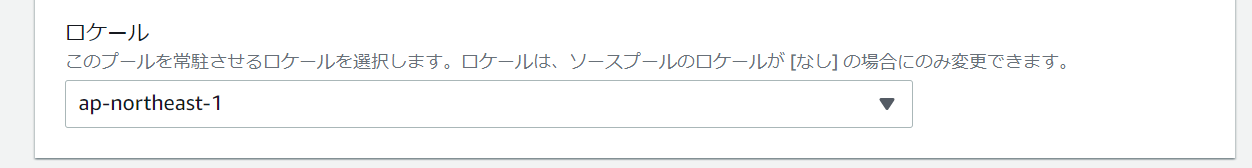 ロケール
このプールを常駐させるロケールを選択します。ロケールは、ソースプールのロケールが [なし] の場合にのみ変更できます。
ap-northeast-1